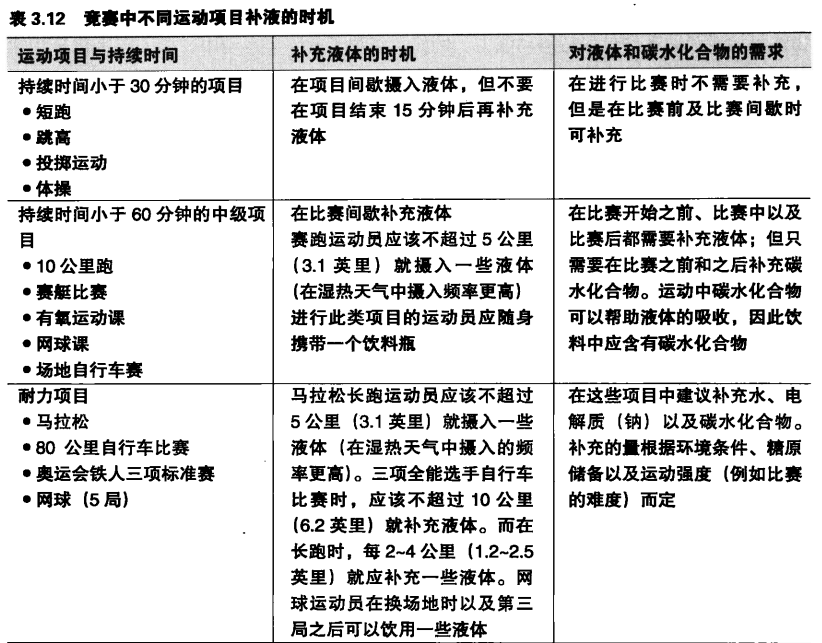 表 3.12 竞赛中不同运动项目补液的时机
运动项目与持续时间
补充液体的时机
对液体和碳水化合物的需求
持续时间小于 30 分钟的项目
●短跑
●跳高
●投掷运动
●体操
在项目间歇摄入液体，但不要
在项目结束 15 分钟后再补充
液体
在进行比赛时不需要补充，
但是在比赛前及比赛间歇时
可补充
持续时间小于 60 分钟的中级项
目
●10 公里跑
●赛艇比赛
●有氧运动课
●网球课
●场地自行车赛
在比赛间歇补充液体
赛跑运动员应该不超过 5 公里
（3.1 英里）就摄入一些液体
（在湿热天气中摄入频率更高）
进行此类项目的运动员应随身
携带一个饮料瓶
在比赛开始之前、比赛中以及
比赛后都需要补充液体；但只
需要在比赛之前和之后补充碳
水化合物。运动中碳水化合物
可以帮助液体的吸收，因此饮
料中应含有碳水化合物
耐力项目
●马拉松
●80 公里自行车比赛
●奥运会铁人三项标准赛
●网球（5 局）
马拉松长跑运动员应该不超过
5 公里（3.1 英里）就摄入一些
液体（在湿热天气中摄入的频
率更高）。三项全能选手自行车
比赛时，应该不超过 10 公里
（6.2 英里）就补充液体。而在
长跑时，每 2~4 公里（1.2~2.5
英里）就应补充一些液体。网
球运动员在换场地时以及第三
局之后可以饮用一些液体
在这些项目中建议补充水、电
解质（钠）以及碳水化合物。
补充的量根据环境条件、糖原
储备以及运动强度（例如比赛
的难度）而定